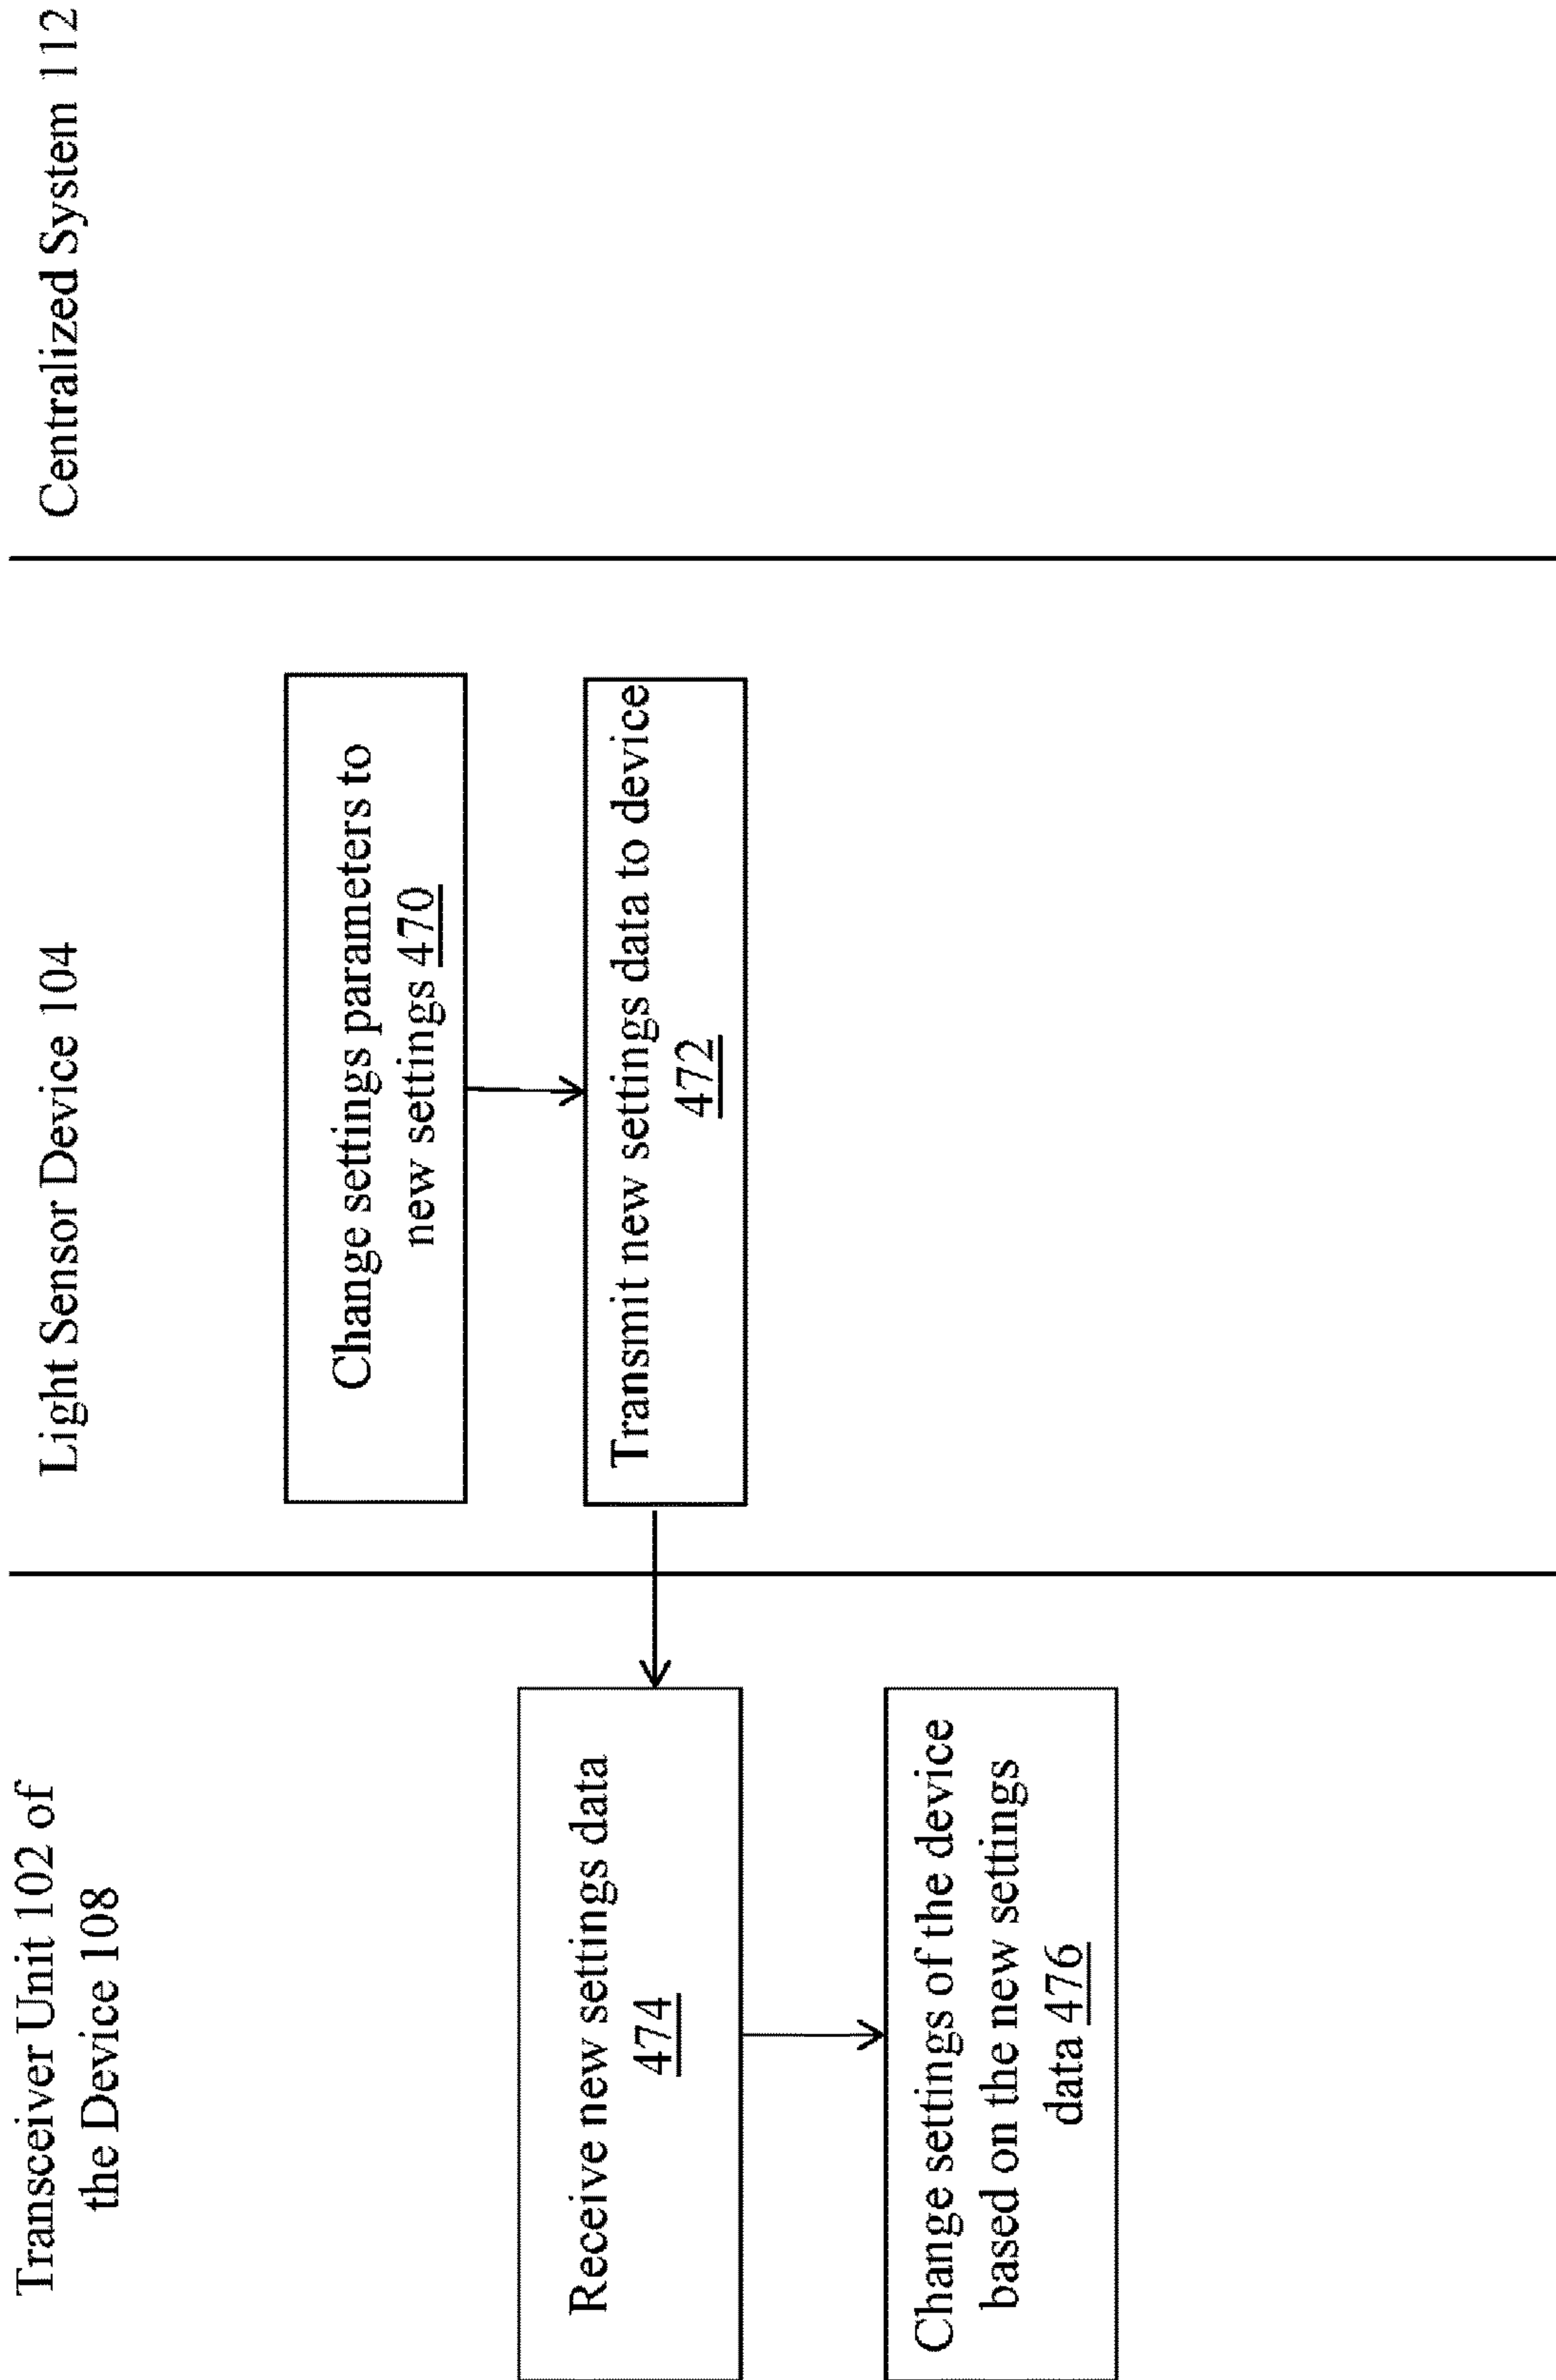 Transceiver Unit 102 of
the Device 108
Light Sensor Device 104
Centralized System 112
Change settings parameters to
new settings 470
Transmit new settings data to device
472
Receive new settings data
474
Change settings of the device
based on the new settings
data 476